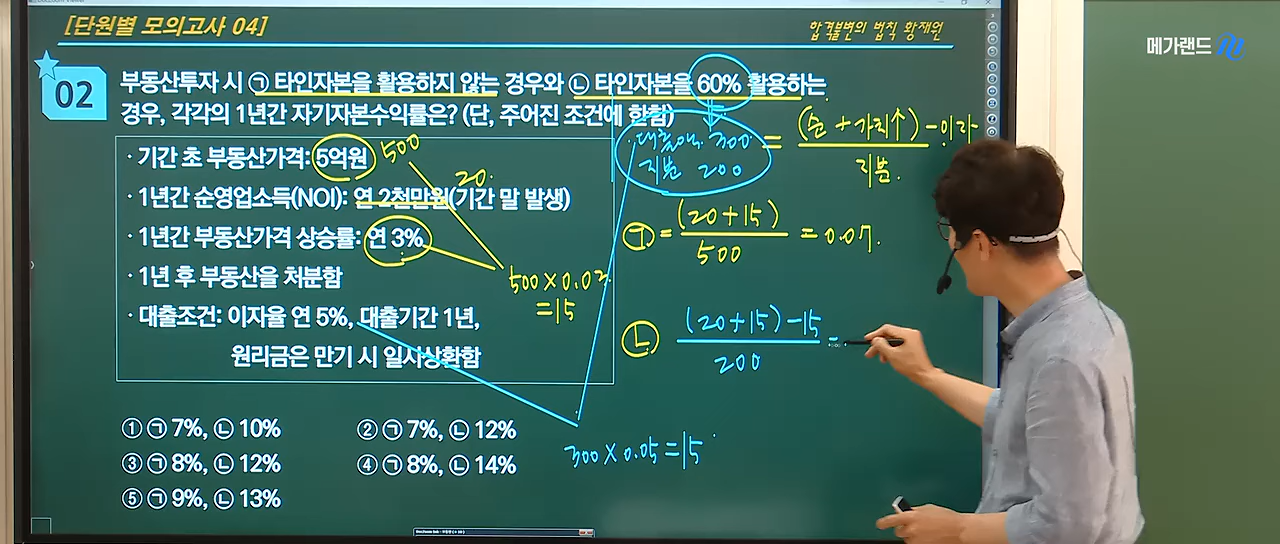 [단원별 모의고사 04]
합격불변의 법칙 황재원
메가랜드
02
부동산투자 시 ㉠ 타인자본을 활용하지 않는 경우와 ㉡ 타인자본을 60% 활용하는
경우, 각각의 1년간 자기자본수익률은? (단, 주어진 조건에 한함)
· 기간 초 부동산가격: 5억원
500
· 1년간 순영업소득(NOI): 연 2천만원(기간 말 발생)
20
· 1년간 부동산가격 상승률: 연 3%
· 1년 후 부동산을 처분함
500×0.03
=15
· 대출조건: 이자율 연 5%, 대출기간 1년,
원리금은 만기 시 일시상환함
대출액 300
지분 200
= (순+가치↑)-이자
지분
㉠ = (20+15)
500
= 0.07.
㉡ (20+15)-15
200
=
300×0.05=15
① ㉠ 7%, ㉡ 10%
② ㉠ 7%, ㉡ 12%
③ ㉠ 8%, ㉡ 12%
④ ㉠ 8%, ㉡ 14%
⑤ ㉠ 9%, ㉡ 13%